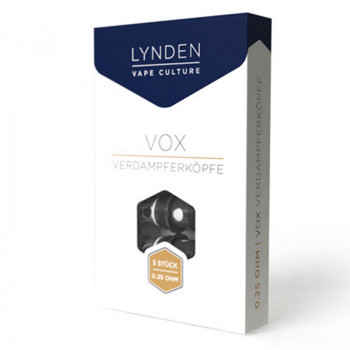 LYNDEN
VAPE CULTURE
VOX
VERDAMPFERKÖPFE
5 STÜCK
0.25 OHM
0.25 OHM | VOX VERDAMPFERKÖPFE